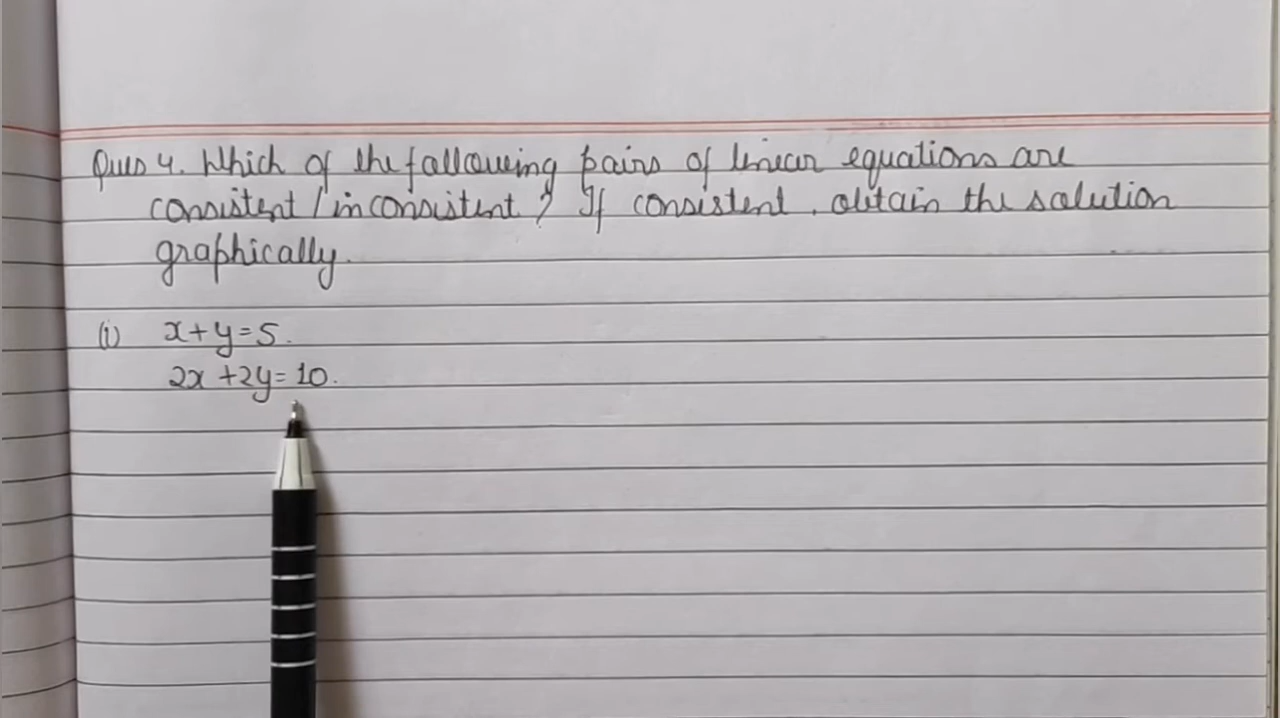 Ques 4. Which of the following pairs of linear equations are
consistent / inconsistent ? If consistent, obtain the solution
graphically.
(i) x+y=5.
2x +2y=10.